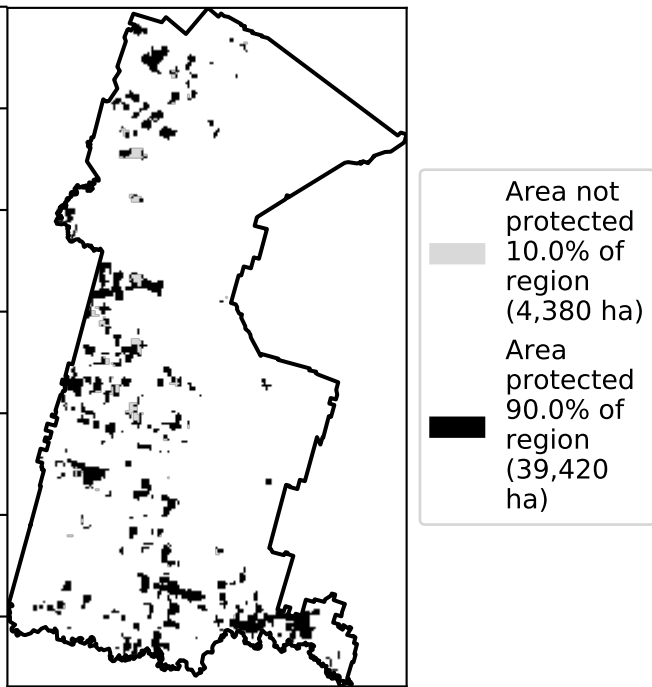 Area not
protected
10.0% of
region
(4,380 ha)
Area
protected
90.0% of
region
(39,420
ha)